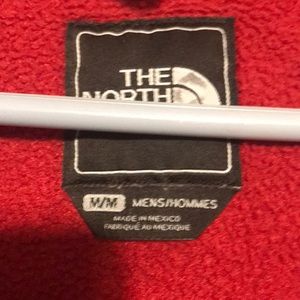 THE
NORTH
M/M MENS/HOMMES
MADE IN MEXICO
FABRIQUÉ AU MEXIQUE